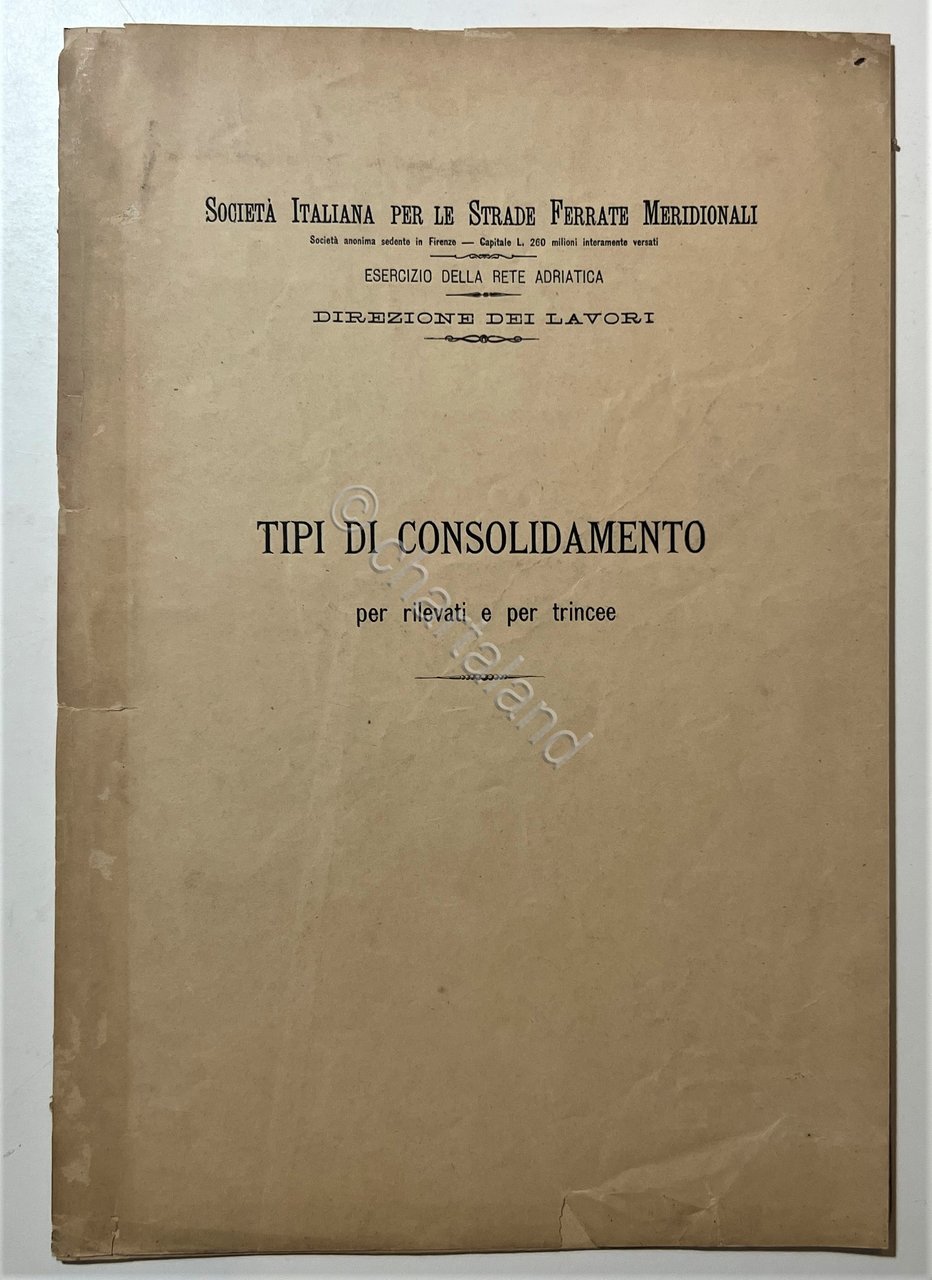 SOCIETÀ ITALIANA PER LE STRADE FERRATE MERIDIONALI
Società anonima sedente in Firenze — Capitale L. 260 milioni interamente versati
ESERCIZIO DELLA RETE ADRIATICA
DIREZIONE DEI LAVORI
TIPI DI CONSOLIDAMENTO
per rilevati e per trincee
© chartaland